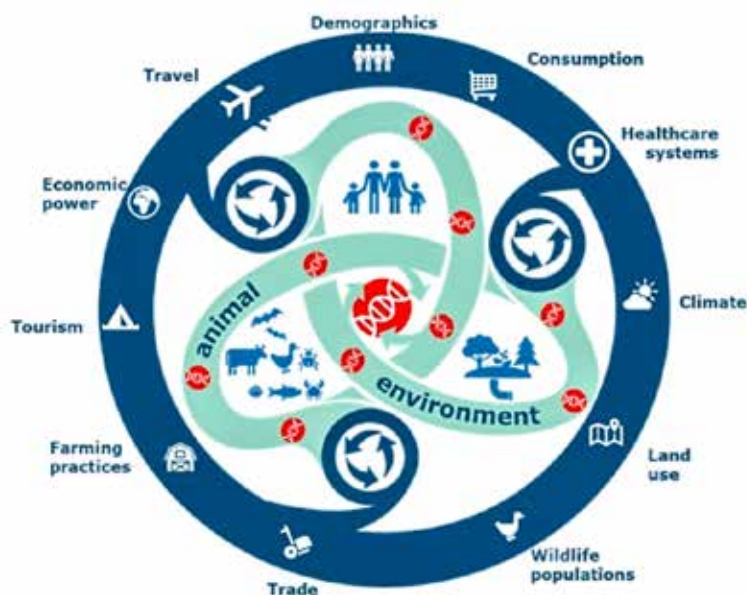 Demographics
Travel
Consumption
Healthcare
systems
Economic
power
animal
Tourism
Climate
environment
Farming
practices
Land
use
Trade
Wildlife
populations